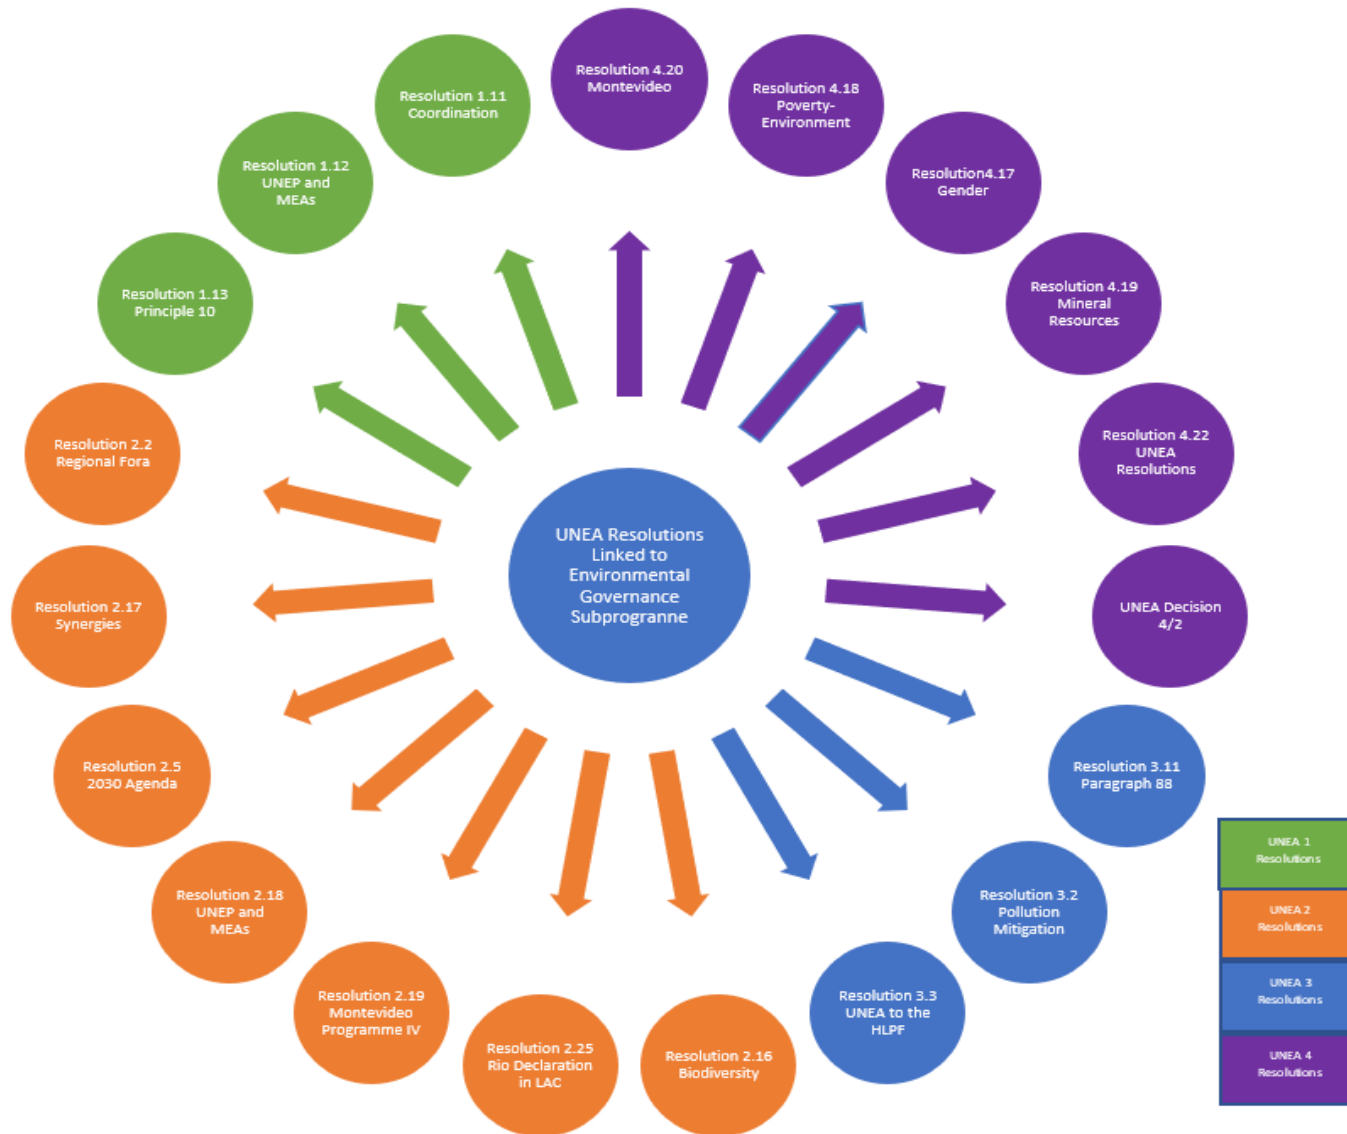 Resolution 4.20
Montevideo
Resolution 4.18
Poverty-
Environment
Resolution4.17
Gender
Resolution 4.19
Mineral
Resources
Resolution 4.22
UNEA
Resolutions
UNEA Decision
4/2
Resolution 3.11
Paragraph 88
Resolution 3.2
Pollution
Mitigation
Resolution 3.3
UNEA to the
HLPF
Resolution 2.16
Biodiversity
Resolution 2.25
Rio Declaration
in LAC
Resolution 2.19
Montevideo
Programme IV
Resolution 2.18
UNEP and
MEAs
Resolution 2.5
2030 Agenda
Resolution 2.17
Synergies
Resolution 2.2
Regional Fora
Resolution 1.13
Principle 10
Resolution 1.12
UNEP and
MEAs
Resolution 1.11
Coordination
UNEA Resolutions
Linked to
Environmental
Governance
Subprogranne
UNEA 1
Resolutions
UNEA 2
Resolutions
UNEA 3
Resolutions
UNEA 4
Resolutions